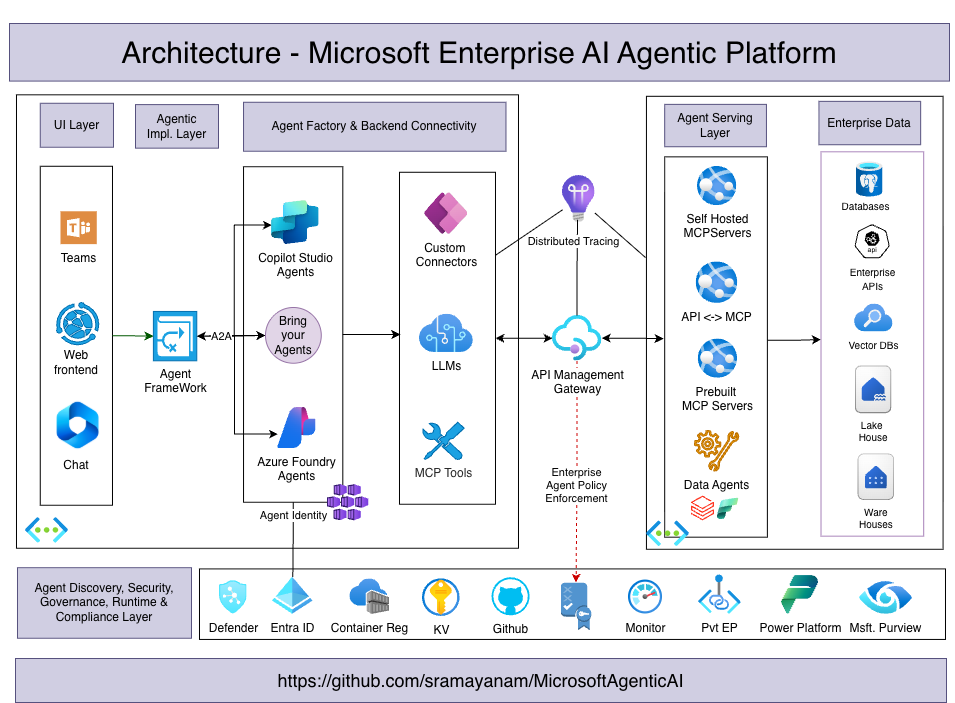 Architecture - Microsoft Enterprise AI Agentic Platform
UI Layer
Agentic
Impl. Layer
Agent Factory & Backend Connectivity
Agent Serving
Layer
Enterprise Data
Teams
Web
frontend
Chat
Agent
FrameWork
A2A
Copilot Studio
Agents
Bring
your
Agents
Azure Foundry
Agents
Agent Identity
Custom
Connectors
LLMs
MCP Tools
Distributed Tracing
API Management
Gateway
Enterprise
Agent Policy
Enforcement
Self Hosted
MCPServers
API <-> MCP
Prebuilt
MCP Servers
Data Agents
Databases
api
Enterprise
APIs
Vector DBs
Lake
House
Ware
Houses
Agent Discovery, Security,
Governance, Runtime &
Compliance Layer
Defender
Entra ID
Container Reg
KV
Github
Monitor
Pvt EP
Power Platform
Msft. Purview
https://github.com/sramayanam/MicrosoftAgenticAI